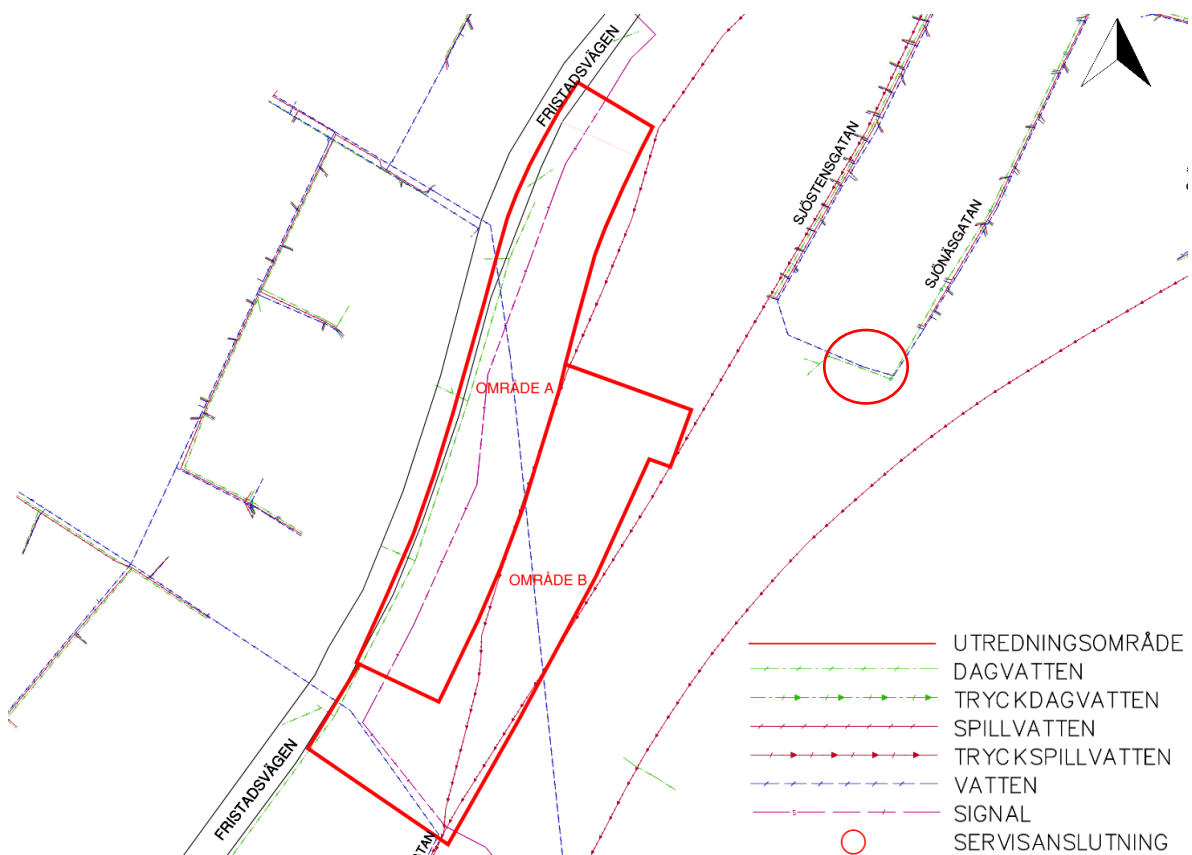 FRISTADSVÄGEN
SJÖSTENSGATAN
SJÖNÄSGATAN
OMRÅDE A
OMRÅDE B
FRISTADSVÄGEN
UTREDNINGSOMRÅDE
DAGVATTEN
TRYCKDAGVATTEN
SPILLVATTEN
TRYCKSPILLVATTEN
VATTEN
S
SIGNAL
SERVISANSLUTNING